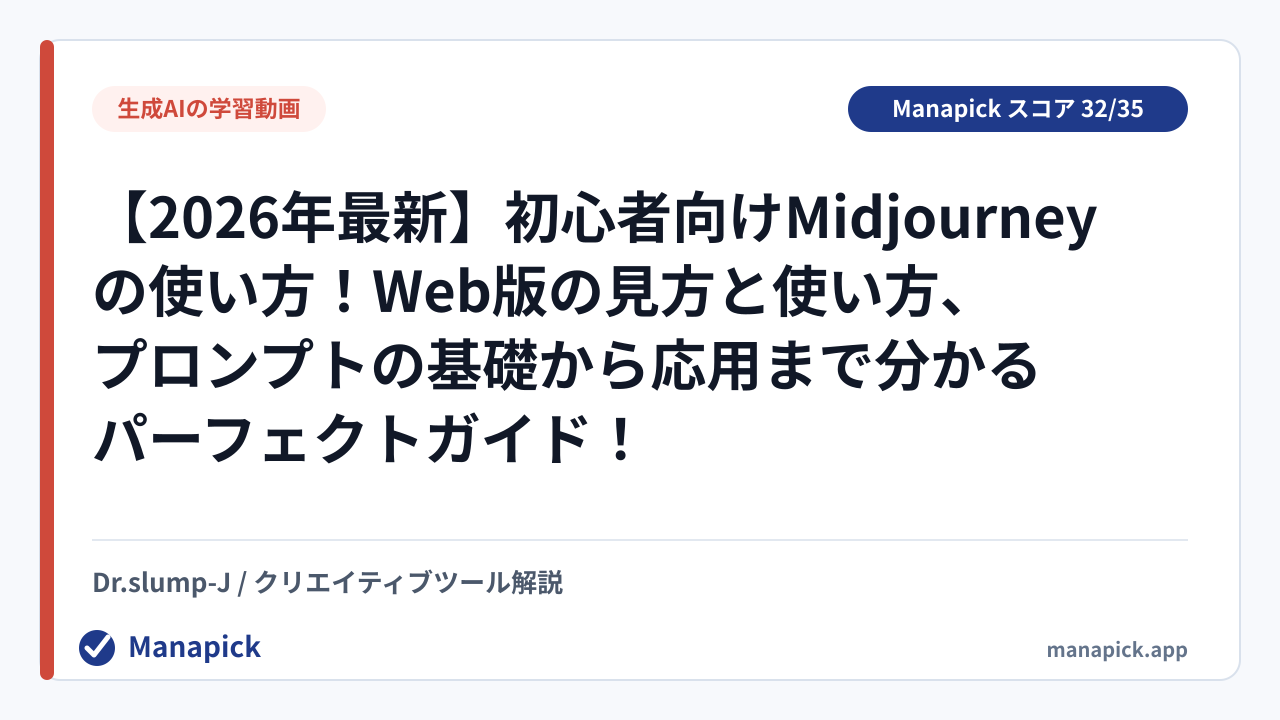 生成AIの学習動画
Manapick スコア 32/35
【2026年最新】初心者向けMidjourney
の使い方！Web版の見方と使い方、
プロンプトの基礎から応用まで分かる
パーフェクトガイド！
Dr.slump-J / クリエイティブツール解説
Manapick
manapick.app